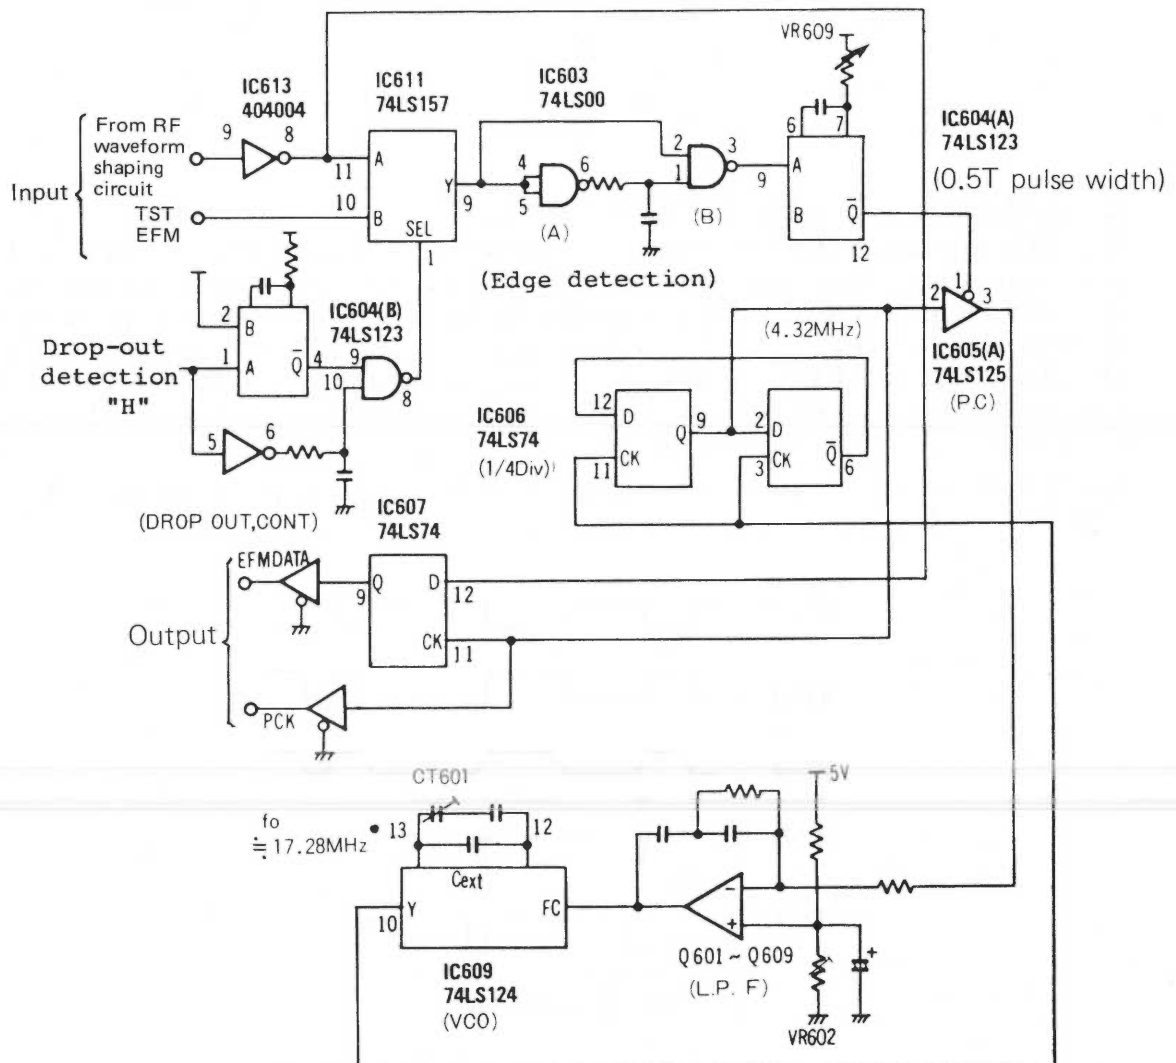 VR609
IC613
404004
IC611
74LS157
IC603
74LS00
IC604(A)
74LS123
(0.5T pulse width)
Input
From RF
waveform
shaping
circuit
9
8
11
A
Y
9
TST
EFM
10
B
SEL
1
4
5
6
(A)
2
1
3
(B)
6
7
9
A
B
Q̅
12
(Edge detection)
IC604(B)
74LS123
2
B
Drop-out
detection
"H"
1
A
Q̅
4
9
10
8
5
6
(DROP OUT,CONT)
(4.32MHz)
2
1
3
IC605(A)
74LS125
(P.C)
IC606
74LS74
(1/4Div)
12
D
11
CK
Q
9
2
D
3
CK
Q̅
6
IC607
74LS74
Output
EFMDATA
9
Q
D
12
CK
11
PCK
CT601
fo
≒ 17.28MHz
13
12
Cext
10
Y
FC
IC609
74LS124
(VCO)
5V
-
+
+
Q601 ~ Q609
(L.P. F)
VR602